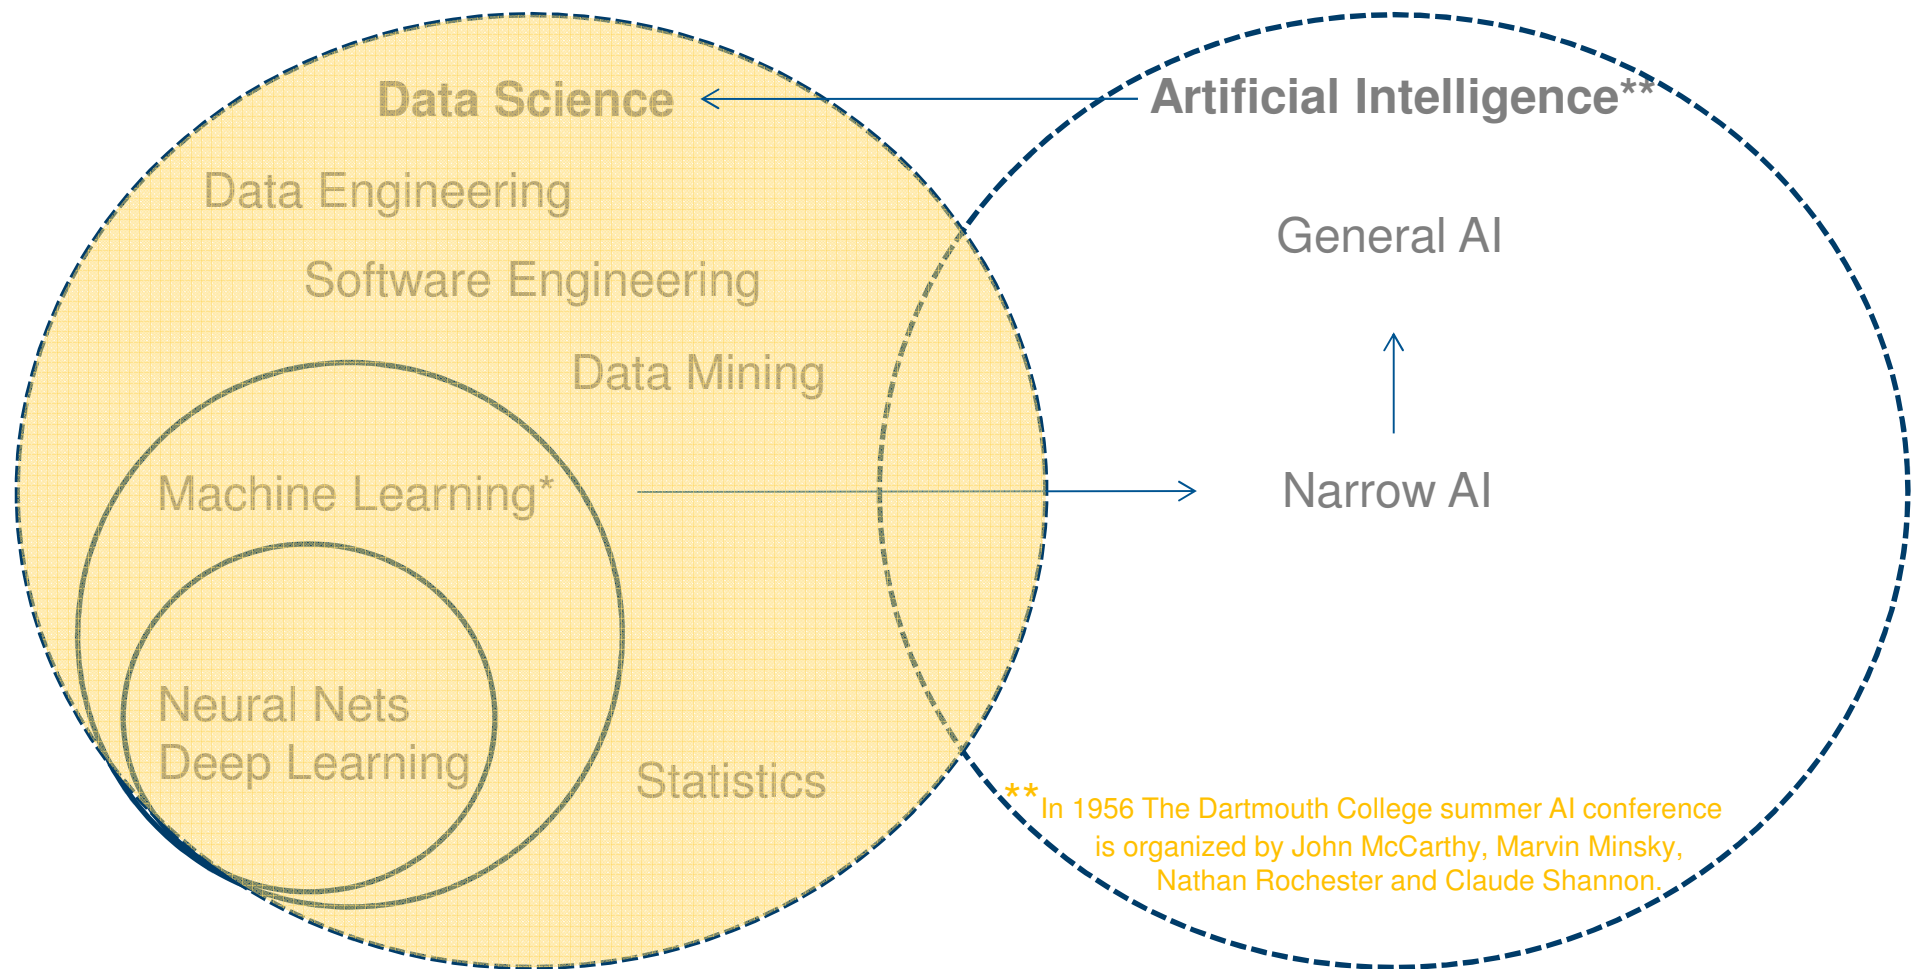 Data Science
Artificial Intelligence**
Data Engineering
General AI
Software Engineering
Data Mining
Machine Learning*
Narrow AI
Neural Nets
Deep Learning
Statistics
**In 1956 The Dartmouth College summer AI conference
is organized by John McCarthy, Marvin Minsky,
Nathan Rochester and Claude Shannon.